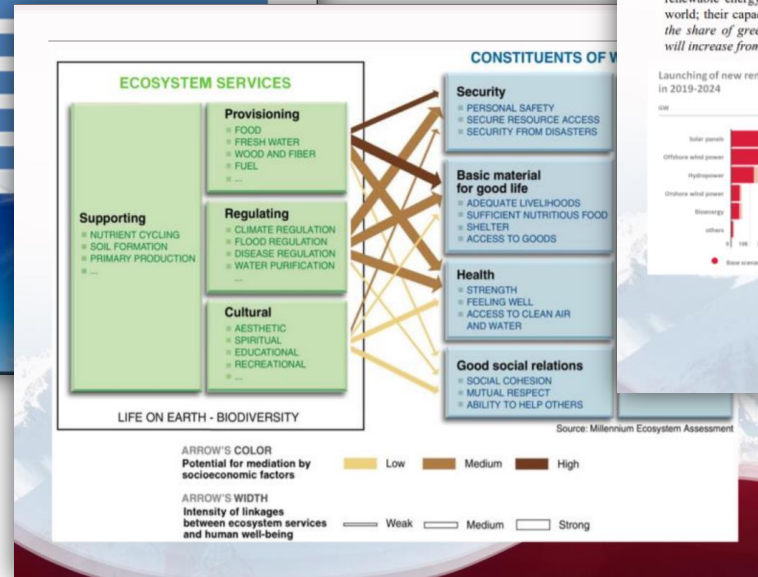 renewable energy
world; their capac
the share of gree
will increase from
Launching of new ren
in 2019-2024
GW
Solar panels
Offshore wind power
Hydropower
Onshore wind power
Bioenergy
others
0 100
Base scena
CONSTITUENTS OF W
ECOSYSTEM SERVICES
Supporting
NUTRIENT CYCLING
SOIL FORMATION
PRIMARY PRODUCTION
...
Provisioning
FOOD
FRESH WATER
WOOD AND FIBER
FUEL
...
Regulating
CLIMATE REGULATION
FLOOD REGULATION
DISEASE REGULATION
WATER PURIFICATION
...
Cultural
AESTHETIC
SPIRITUAL
EDUCATIONAL
RECREATIONAL
...
LIFE ON EARTH - BIODIVERSITY
Security
PERSONAL SAFETY
SECURE RESOURCE ACCESS
SECURITY FROM DISASTERS
Basic material
for good life
ADEQUATE LIVELIHOODS
SUFFICIENT NUTRITIOUS FOOD
SHELTER
ACCESS TO GOODS
Health
STRENGTH
FEELING WELL
ACCESS TO CLEAN AIR
AND WATER
Good social relations
SOCIAL COHESION
MUTUAL RESPECT
ABILITY TO HELP OTHERS
Source: Millennium Ecosystem Assessment
ARROW'S COLOR
Potential for mediation by
socioeconomic factors
Low
Medium
High
ARROW'S WIDTH
Intensity of linkages
between ecosystem services
and human well-being
Weak
Medium
Strong